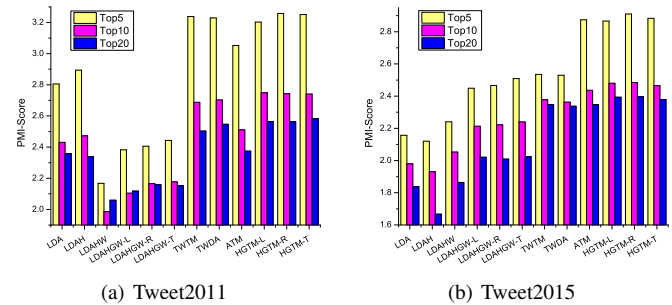 Top5
Top10
Top20
PMI-Score
3.2
3.0
2.8
2.6
2.4
2.2
2.0
LDA
LDAH
LDAHW
LDAHGW-L
LDAHGW-R
LDAHGW-T
TWTM
TWDA
ATM
HGTM-L
HGTM-R
HGTM-T
(a) Tweet2011
Top5
Top10
Top20
PMI-Score
3.0
2.8
2.6
2.4
2.2
2.0
1.8
1.6
LDA
LDAH
LDAHW
LDAHGW-L
LDAHGW-R
LDAHGW-T
TWTM
TWDA
ATM
HGTM-L
HGTM-R
HGTM-T
(b) Tweet2015